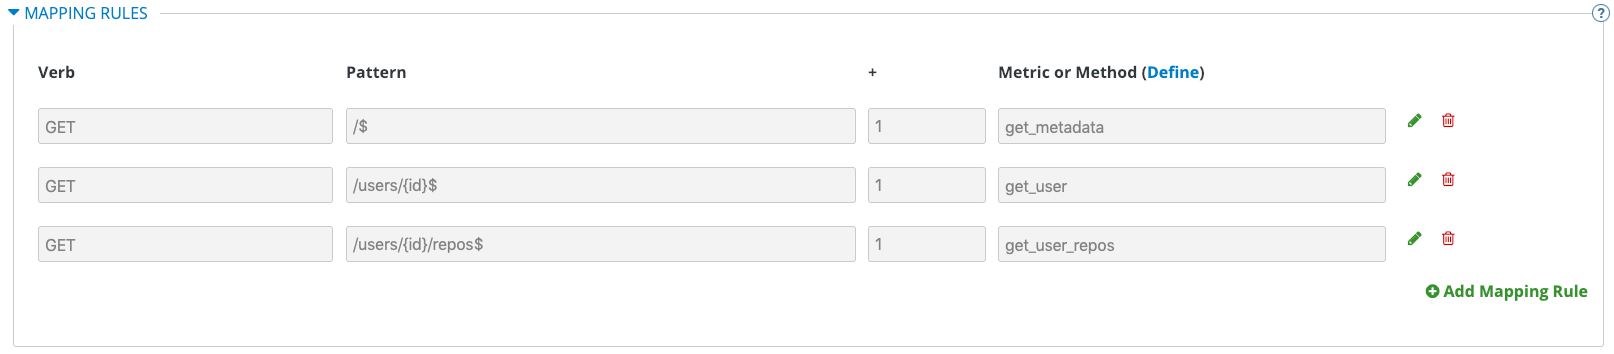 MAPPING RULES ?
Verb Pattern + Metric or Method (Define)
GET /$ 1 get_metadata
GET /users/{id}$ 1 get_user
GET /users/{id}/repos$ 1 get_user_repos
Add Mapping Rule